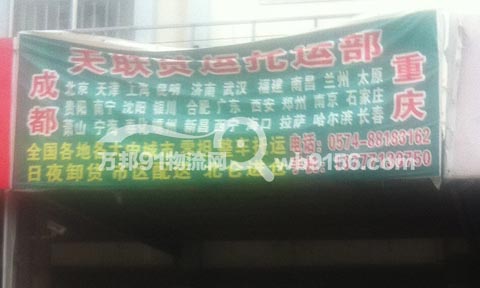 天联货运托运部
成都
重庆
北京 天津 上海 昆明 济南 武汉 福建 南昌 兰州 太原
贵阳 南宁 沈阳 银川 合肥 广东 西安 郑州 南京 石家庄
新昌 西宁 海口 拉萨 哈尔滨 长春
全国各地各大中城市 零担 整车
日夜卸货 市区配送
电话:0574-88183162
手机:
万邦91物流网
wb9156.com